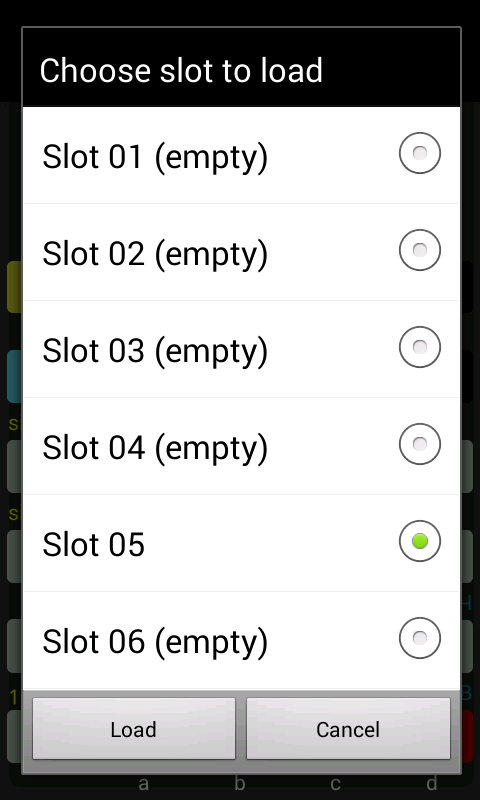 Choose slot to load
Slot 01 (empty)
Slot 02 (empty)
Slot 03 (empty)
Slot 04 (empty)
Slot 05
Slot 06 (empty)
1
B
Load
Cancel
a b c d